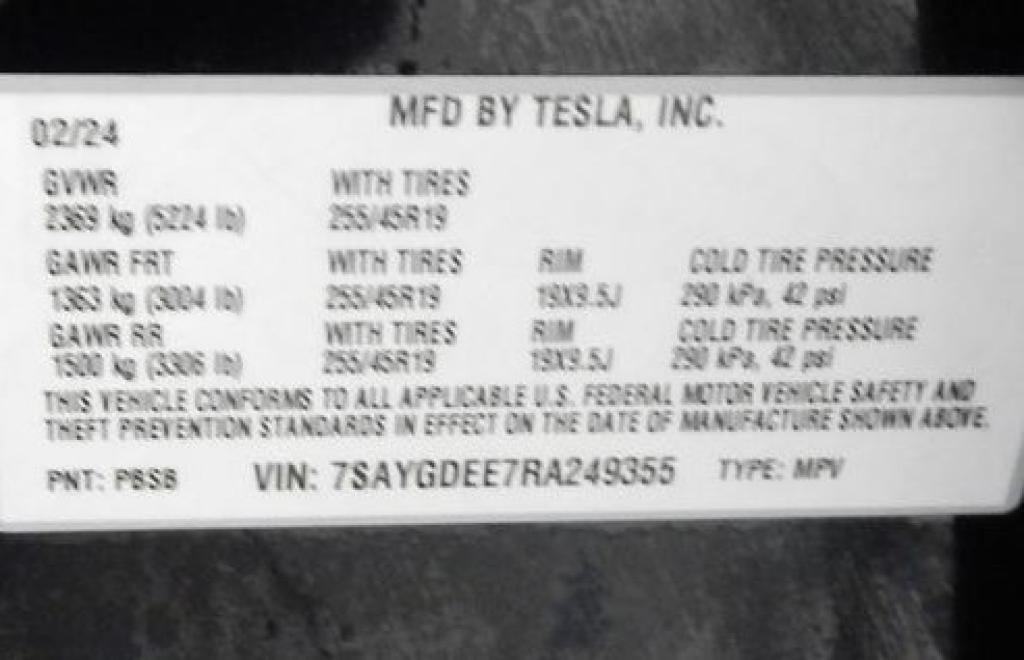 MFD BY TESLA, INC.
02/24
GVWR WITH TIRES
2369 kg (5224 lb) 255/45R19
GAWR FRT WITH TIRES RIM COLD TIRE PRESSURE
1363 kg (3004 lb) 255/45R19 19X9.5J 290 kPa, 42 psi
GAWR RR WITH TIRES RIM COLD TIRE PRESSURE
1500 kg (3306 lb) 255/45R19 19X9.5J 290 kPa, 42 psi
THIS VEHICLE CONFORMS TO ALL APPLICABLE U.S. FEDERAL MOTOR VEHICLE SAFETY AND
THEFT PREVENTION STANDARDS IN EFFECT ON THE DATE OF MANUFACTURE SHOWN ABOVE.
PNT: PBSB VIN: 7SAYGDEE7RA249355 TYPE: MPV